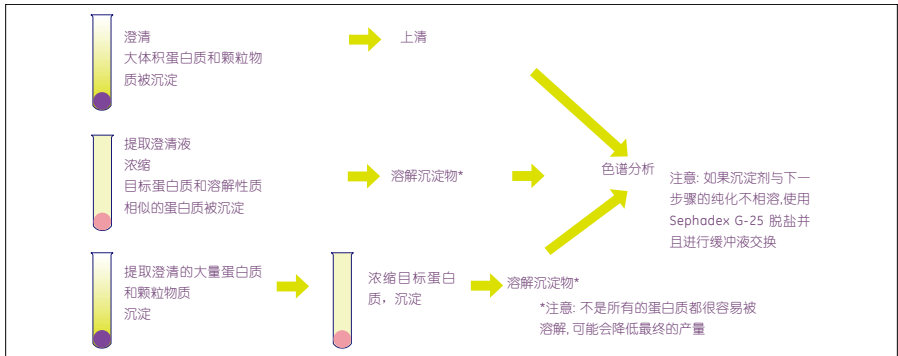 澄清
大体积蛋白质和颗粒物
质被沉淀
上清
提取澄清液
浓缩
目标蛋白质和溶解性质
相似的蛋白质被沉淀
溶解沉淀物*
色谱分析
注意: 如果沉淀剂与下一
步骤的纯化不相溶,使用
Sephadex G-25 脱盐并
且进行缓冲液交换
提取澄清的大量蛋白质
和颗粒物质
沉淀
浓缩目标蛋白
质，沉淀
溶解沉淀物*
*注意: 不是所有的蛋白质都很容易被
溶解,可能会降低最终的产量